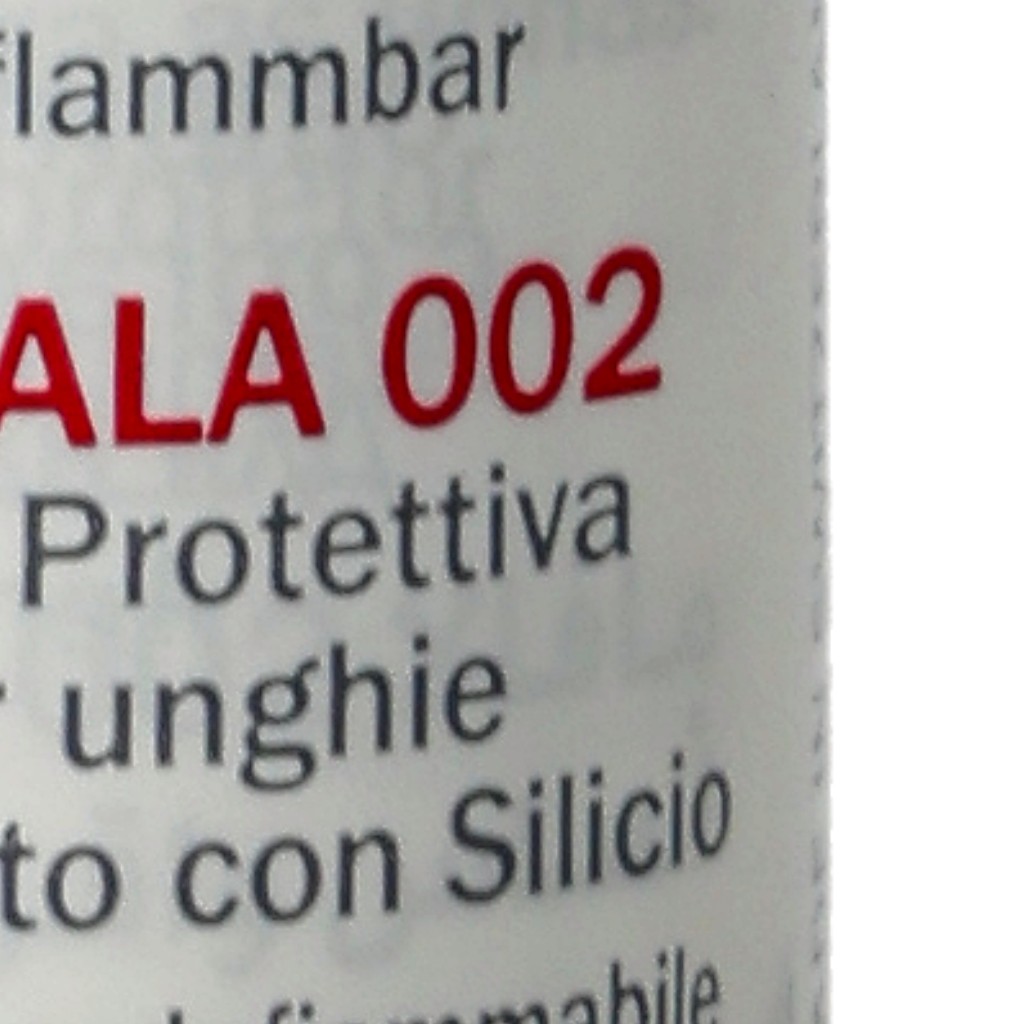 flammbar
ALA 002
Protettiva
unghie
to con Silicio